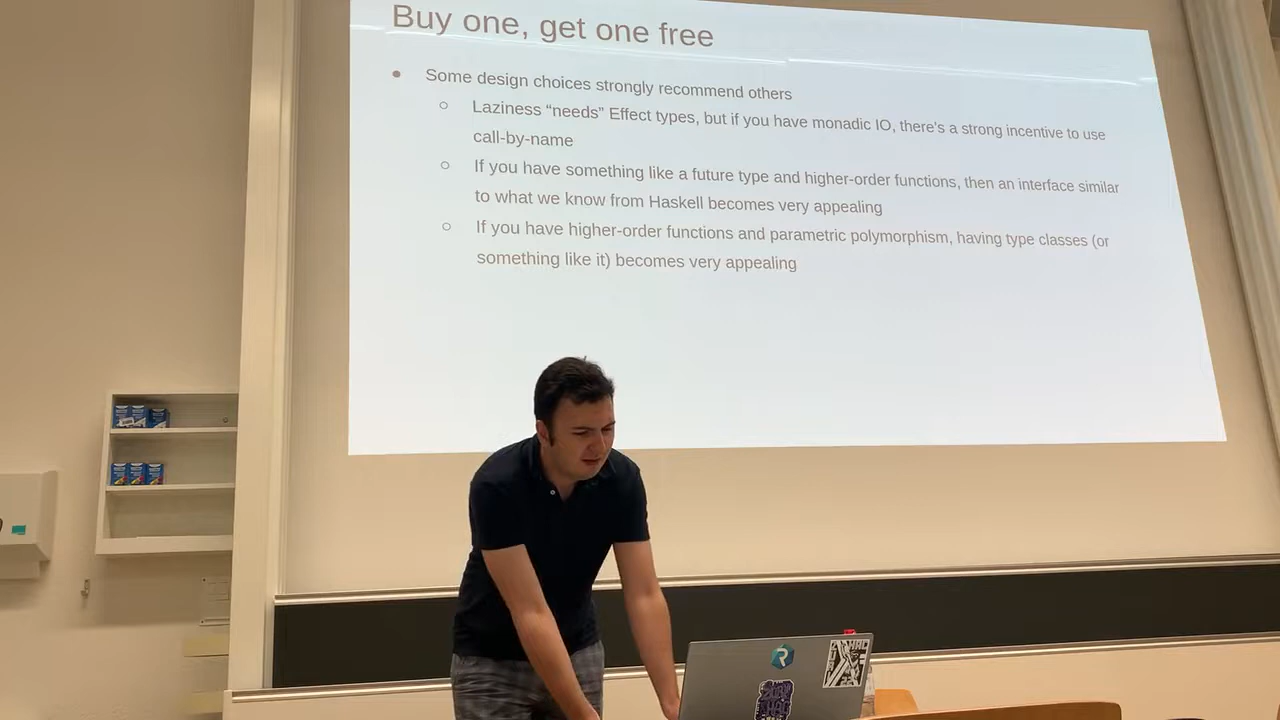 Buy one, get one free
● Some design choices strongly recommend others
○ Laziness “needs” Effect types, but if you have monadic IO, there's a strong incentive to use
call-by-name
○ If you have something like a future type and higher-order functions, then an interface similar
to what we know from Haskell becomes very appealing
○ If you have higher-order functions and parametric polymorphism, having type classes (or
something like it) becomes very appealing
R